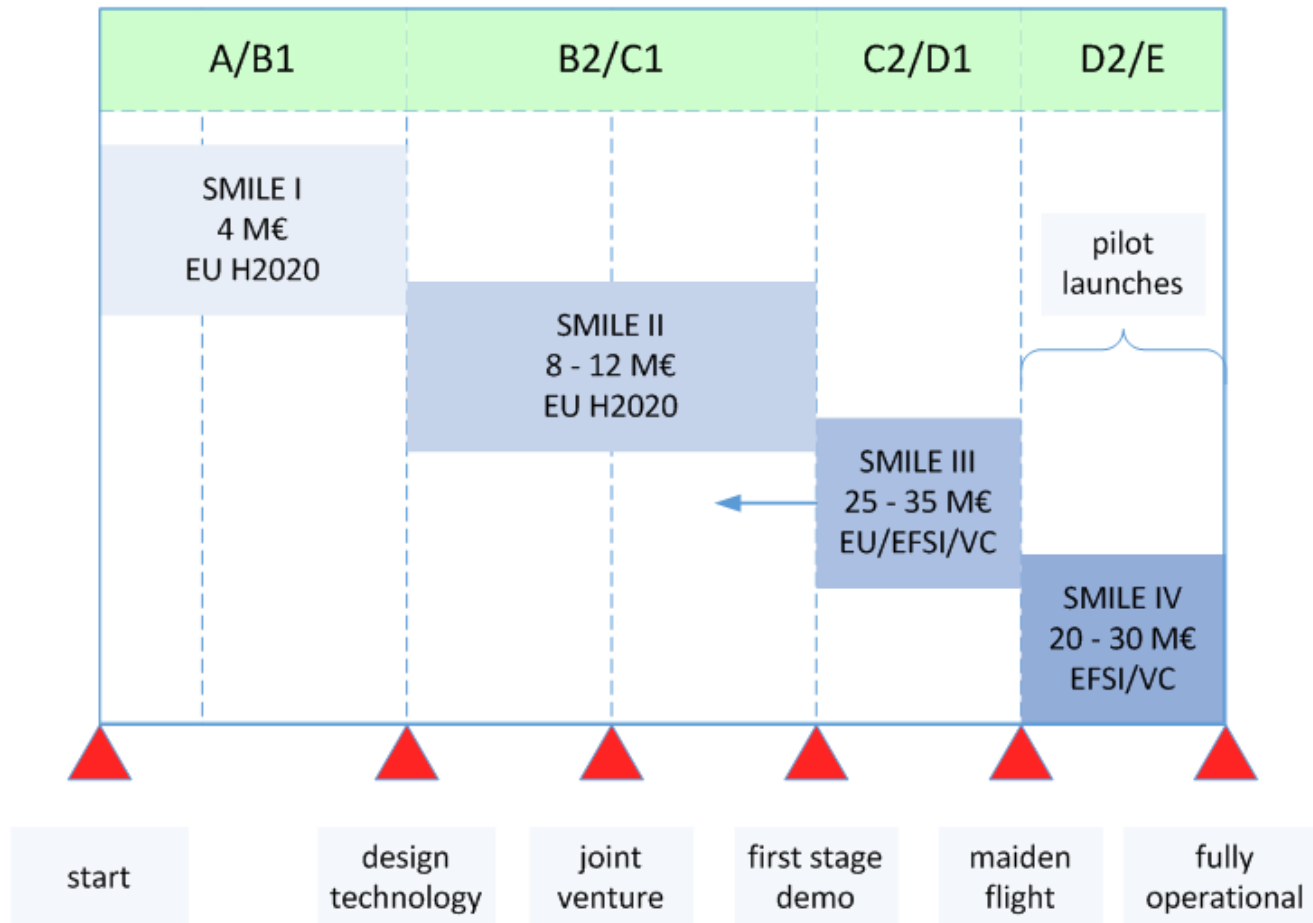 A/B1
B2/C1
C2/D1
D2/E
SMILE I
4 M€
EU H2020
SMILE II
8 - 12 M€
EU H2020
SMILE III
25 - 35 M€
EU/EFSI/VC
pilot
launches
SMILE IV
20 - 30 M€
EFSI/VC
start
design
technology
joint
venture
first stage
demo
maiden
flight
fully
operational